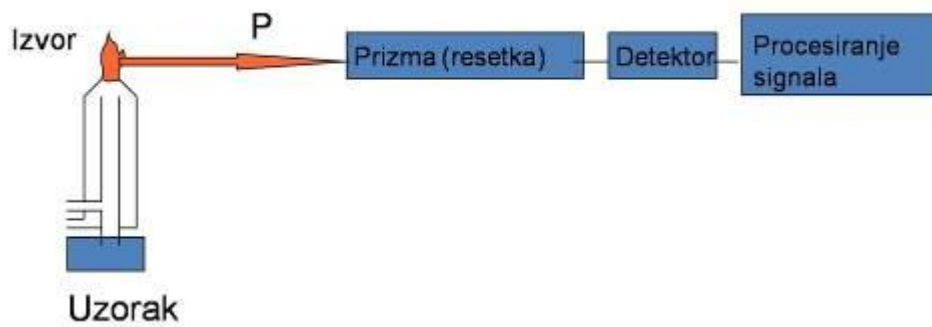 P
Izvor
Prizma (resetka)
Detektor
Procesiranje
signala
Uzorak